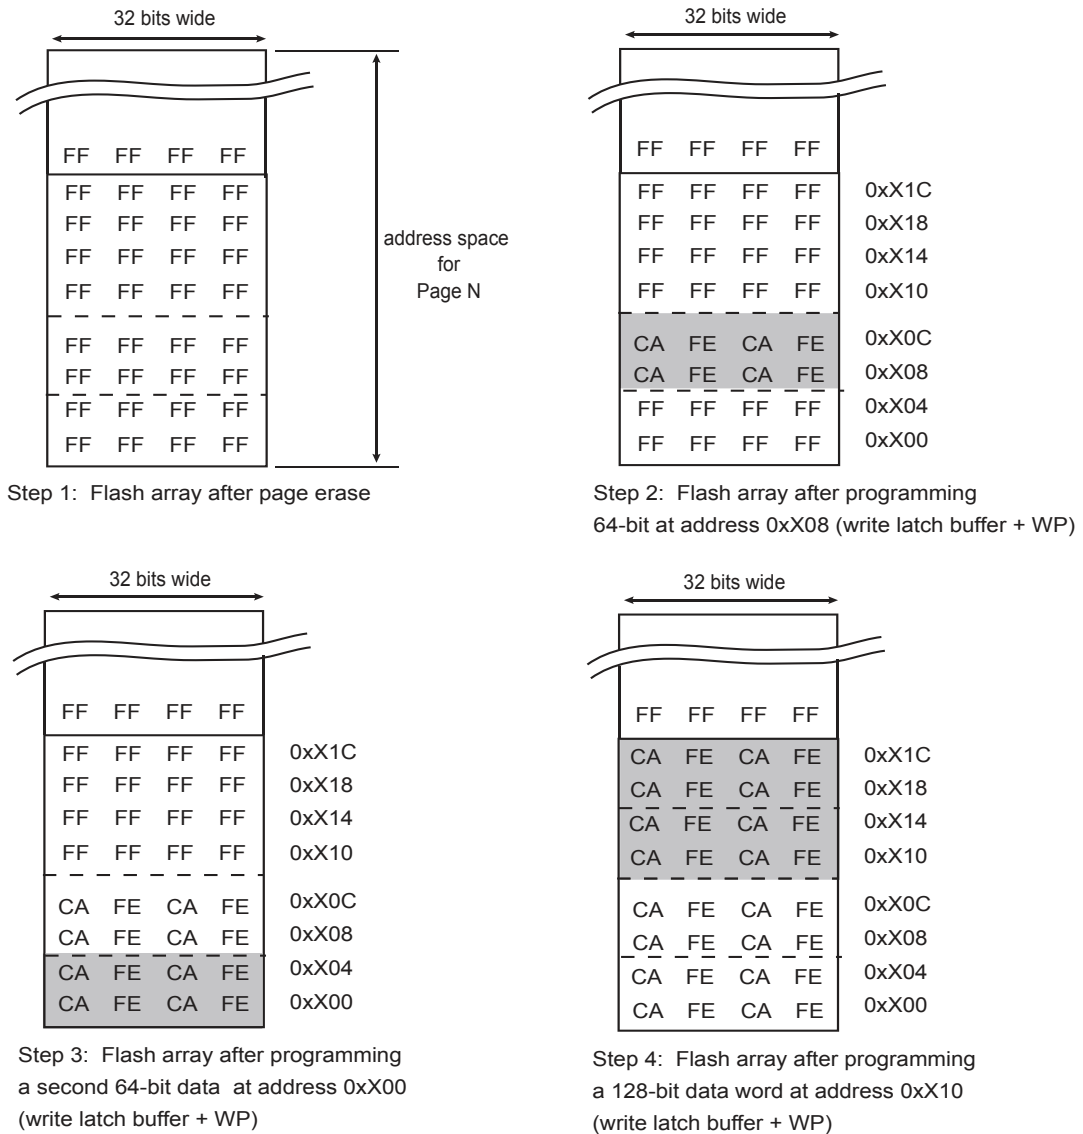 32 bits wide
FF FF FF FF
FF FF FF FF
FF FF FF FF
FF FF FF FF
FF FF FF FF
FF FF FF FF
FF FF FF FF
FF FF FF FF
FF FF FF FF
address space
for
Page N
Step 1: Flash array after page erase
32 bits wide
FF FF FF FF
FF FF FF FF 0xX1C
FF FF FF FF 0xX18
FF FF FF FF 0xX14
FF FF FF FF 0xX10
CA FE CA FE 0xX0C
CA FE CA FE 0xX08
FF FF FF FF 0xX04
FF FF FF FF 0xX00
Step 2: Flash array after programming
64-bit at address 0xX08 (write latch buffer + WP)
32 bits wide
FF FF FF FF
FF FF FF FF 0xX1C
FF FF FF FF 0xX18
FF FF FF FF 0xX14
FF FF FF FF 0xX10
CA FE CA FE 0xX0C
CA FE CA FE 0xX08
CA FE CA FE 0xX04
CA FE CA FE 0xX00
Step 3: Flash array after programming
a second 64-bit data at address 0xX00
(write latch buffer + WP)
32 bits wide
FF FF FF FF
CA FE CA FE 0xX1C
CA FE CA FE 0xX18
CA FE CA FE 0xX14
CA FE CA FE 0xX10
CA FE CA FE 0xX0C
CA FE CA FE 0xX08
CA FE CA FE 0xX04
CA FE CA FE 0xX00
Step 4: Flash array after programming
a 128-bit data word at address 0xX10
(write latch buffer + WP)